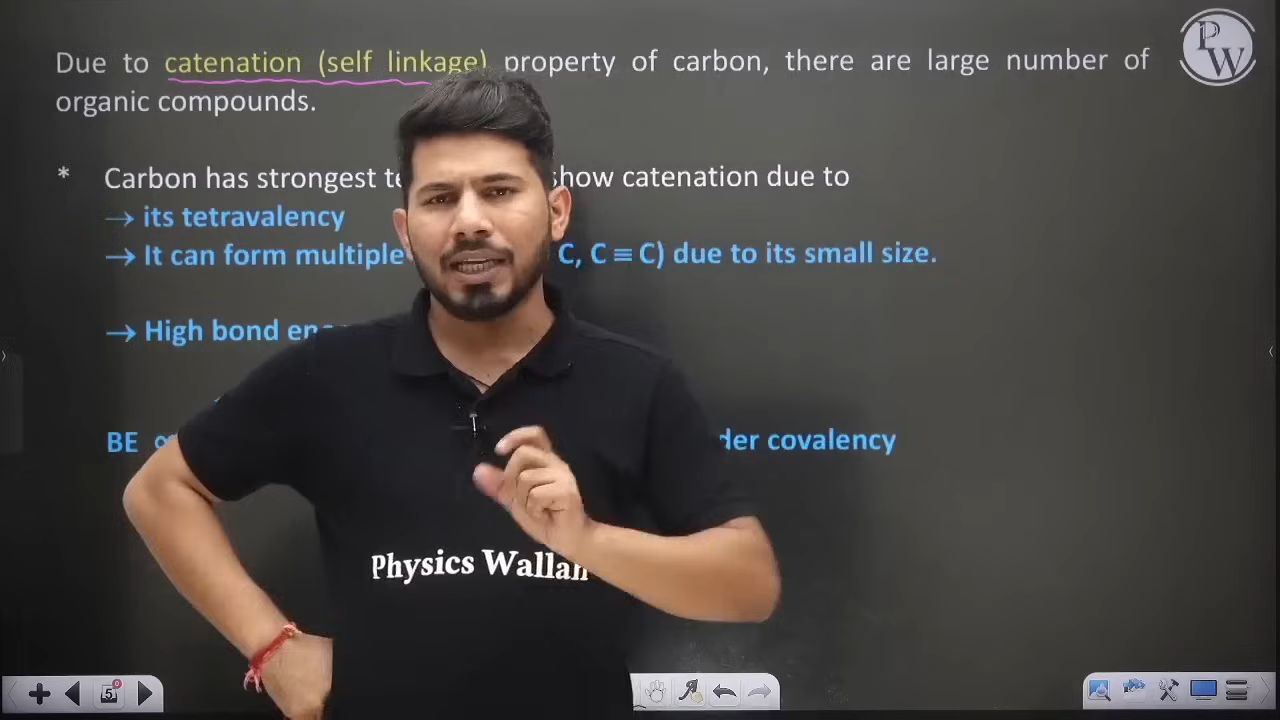 Due to catenation (self linkage) property of carbon, there are large number of
organic compounds.
* Carbon has strongest show catenation due to
→ its tetravalency
→ It can form multiple C, C ≡ C) due to its small size.
→ High bond
BE ∝ covalency
Physics Wallah
PW
5